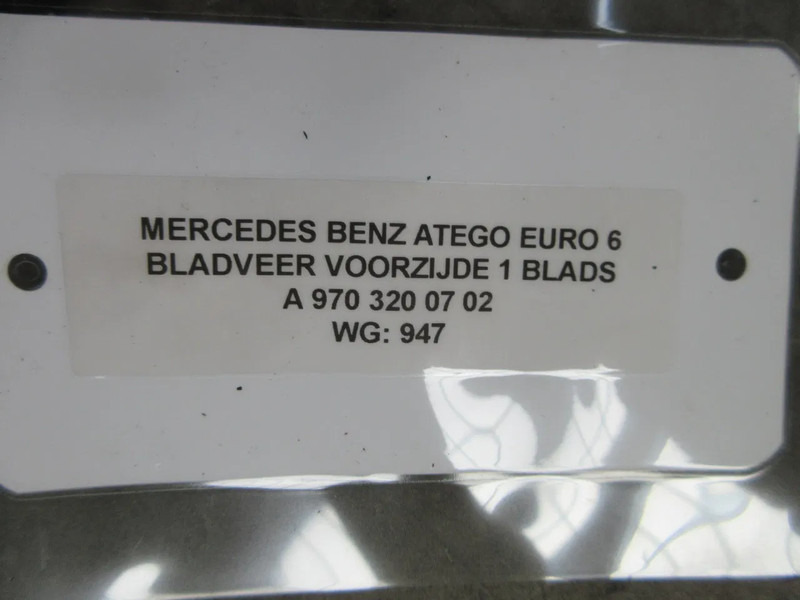 MERCEDES BENZ ATEGO EURO 6
BLADVEER VOORZIJDE 1 BLADS
A 970 320 07 02
WG: 947